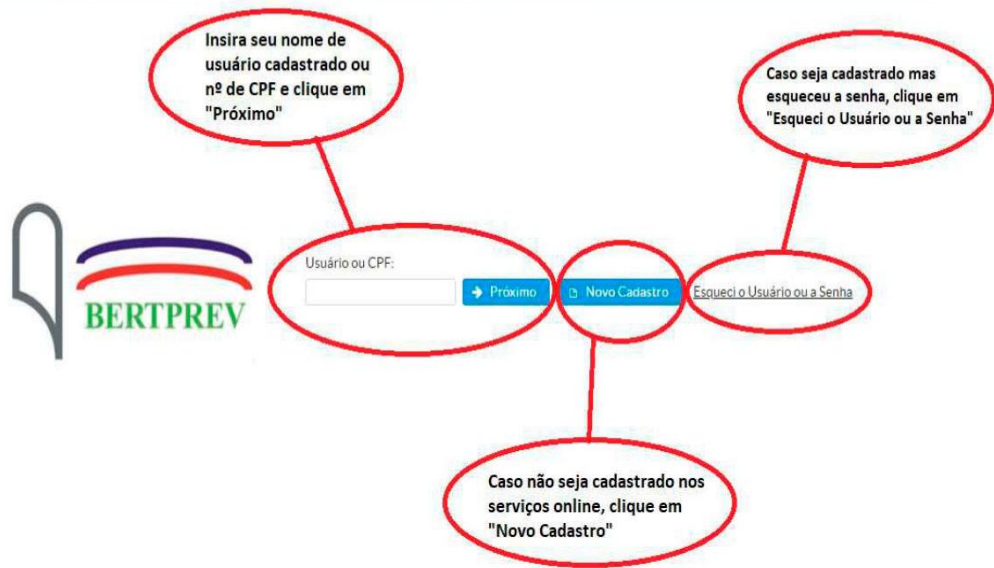 Insira seu nome de
usuário cadastrado ou
nº de CPF e clique em
"Próximo"
Caso seja cadastrado mas
esqueceu a senha, clique em
"Esqueci o Usuário ou a Senha"
BERTPREV
Usuário ou CPF:
Próximo
Novo Cadastro
Esqueci o Usuário ou a Senha
Caso não seja cadastrado nos
serviços online, clique em
"Novo Cadastro"